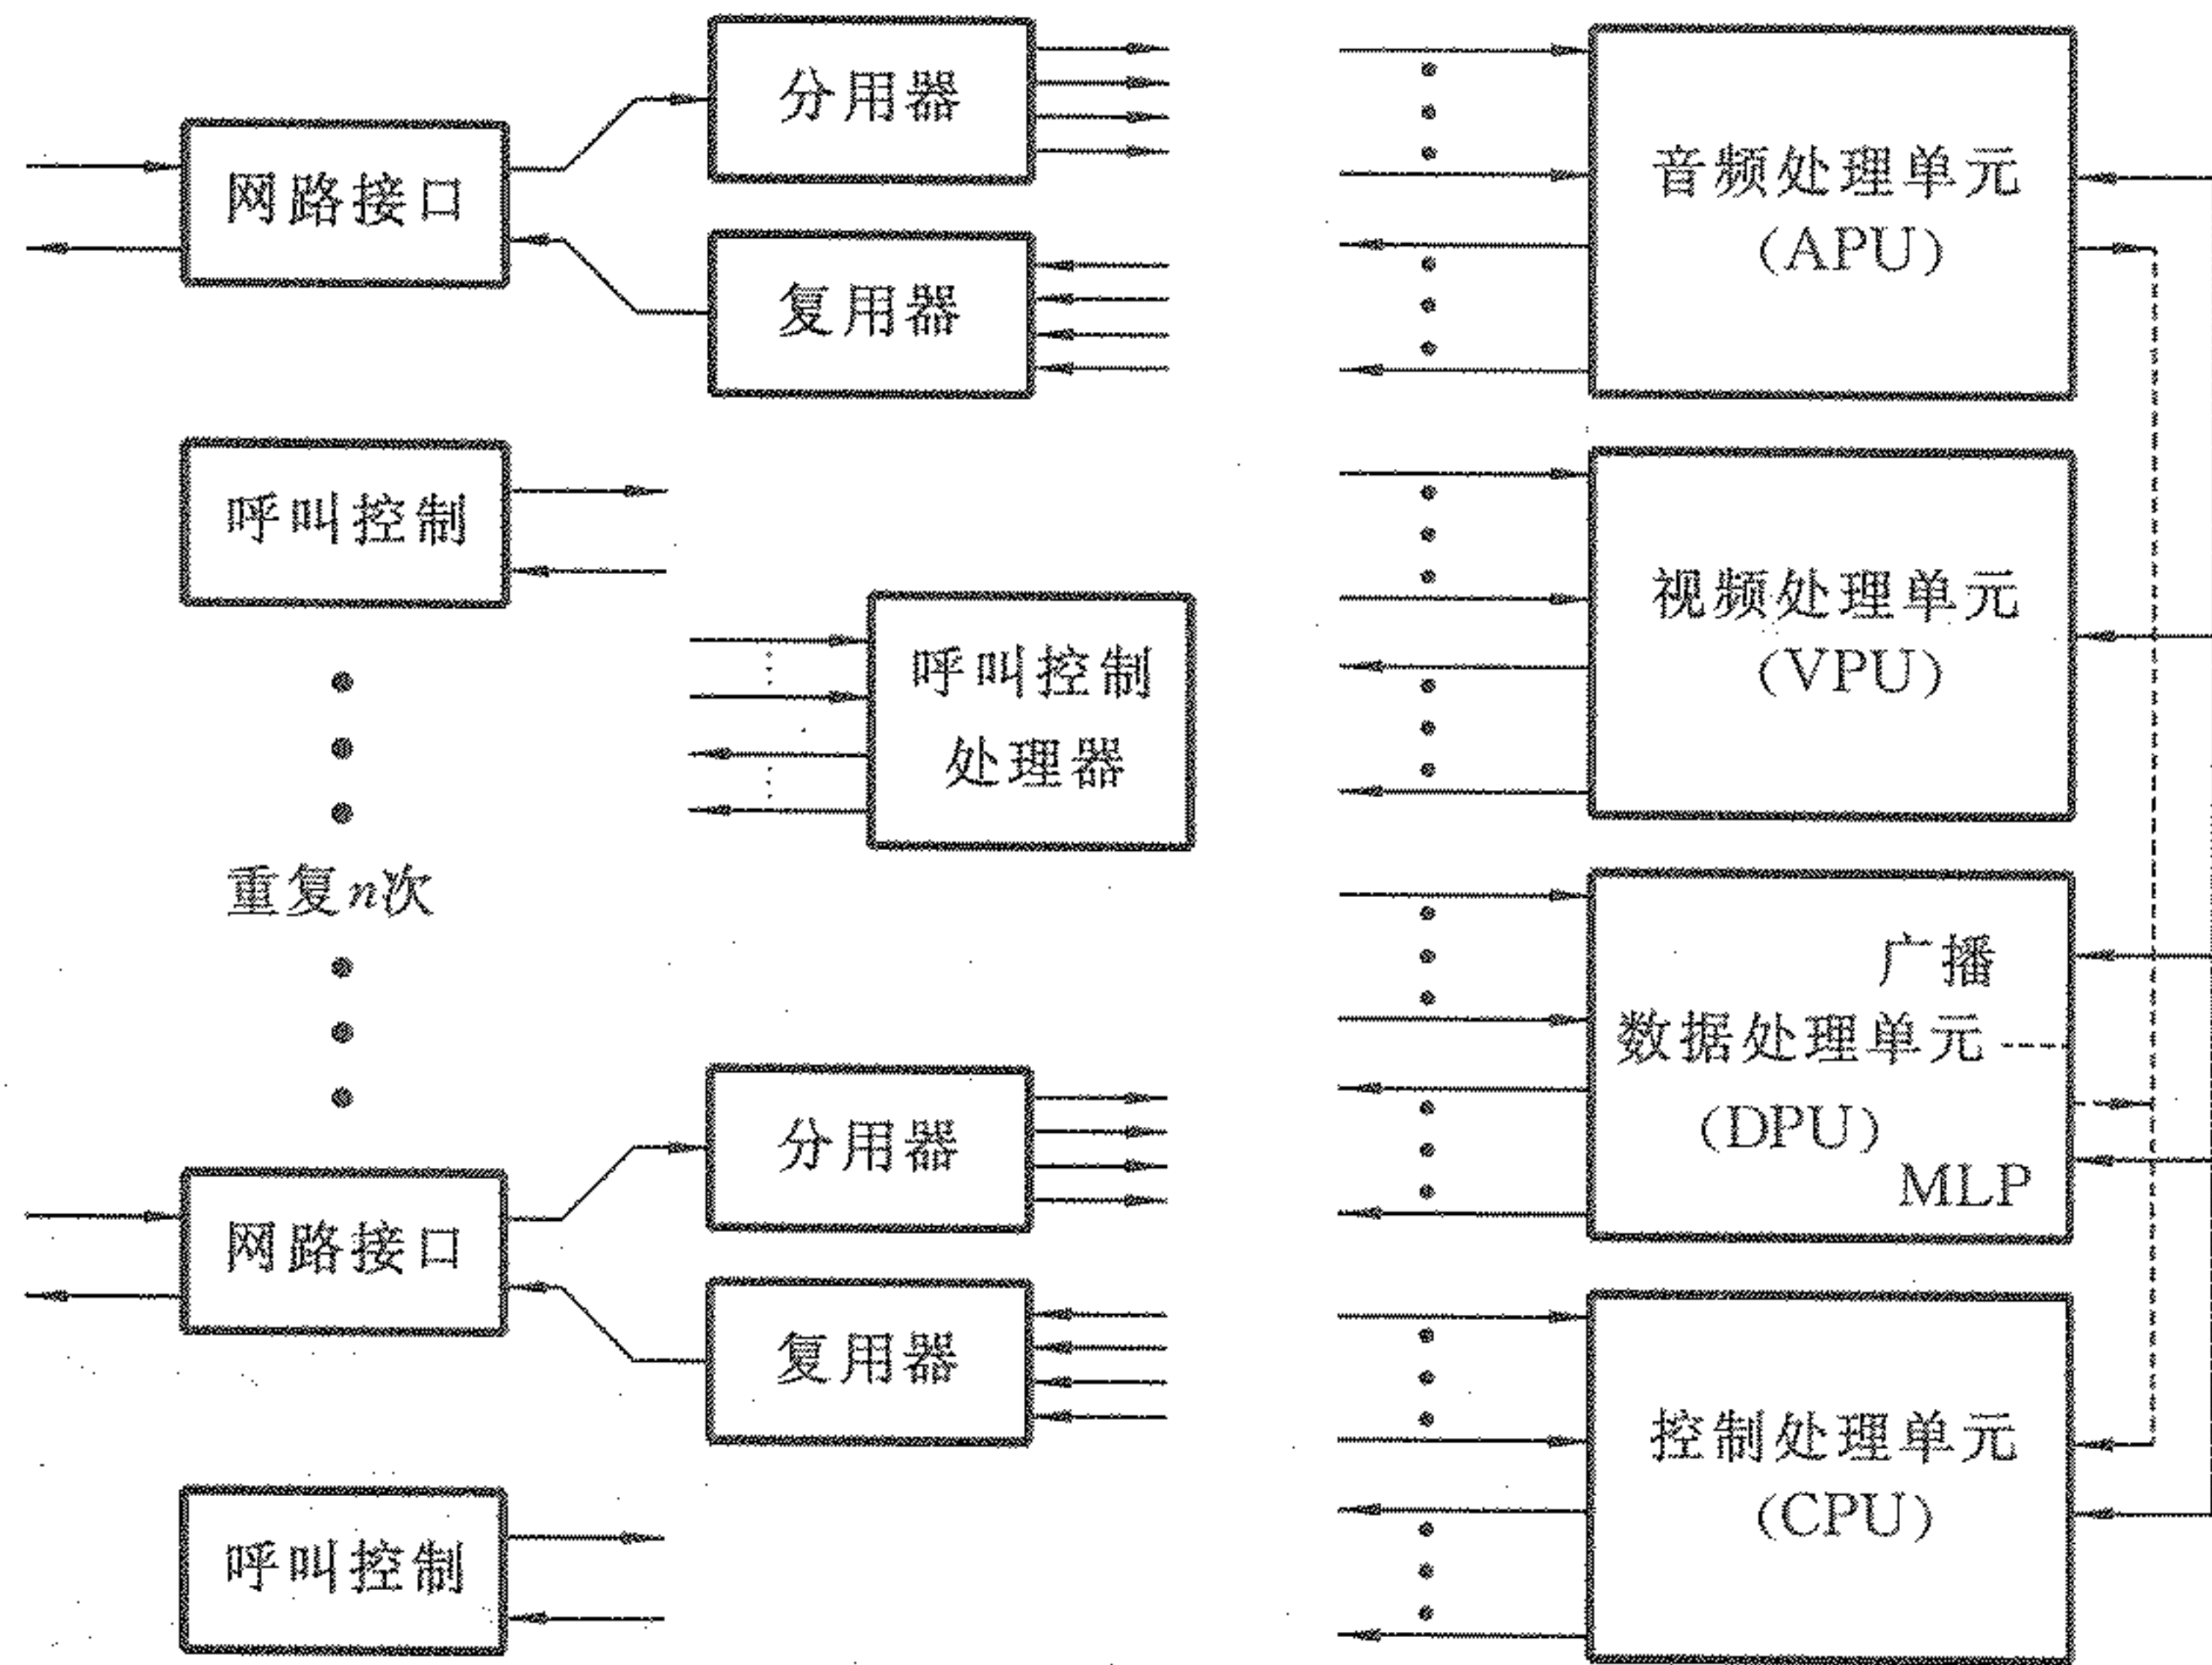 分用器
网路接口
复用器
呼叫控制
呼叫控制
处理器
重复n次
分用器
网路接口
复用器
呼叫控制
音频处理单元
(APU)
视频处理单元
(VPU)
广播
数据处理单元
(DPU)
MLP
控制处理单元
(CPU)